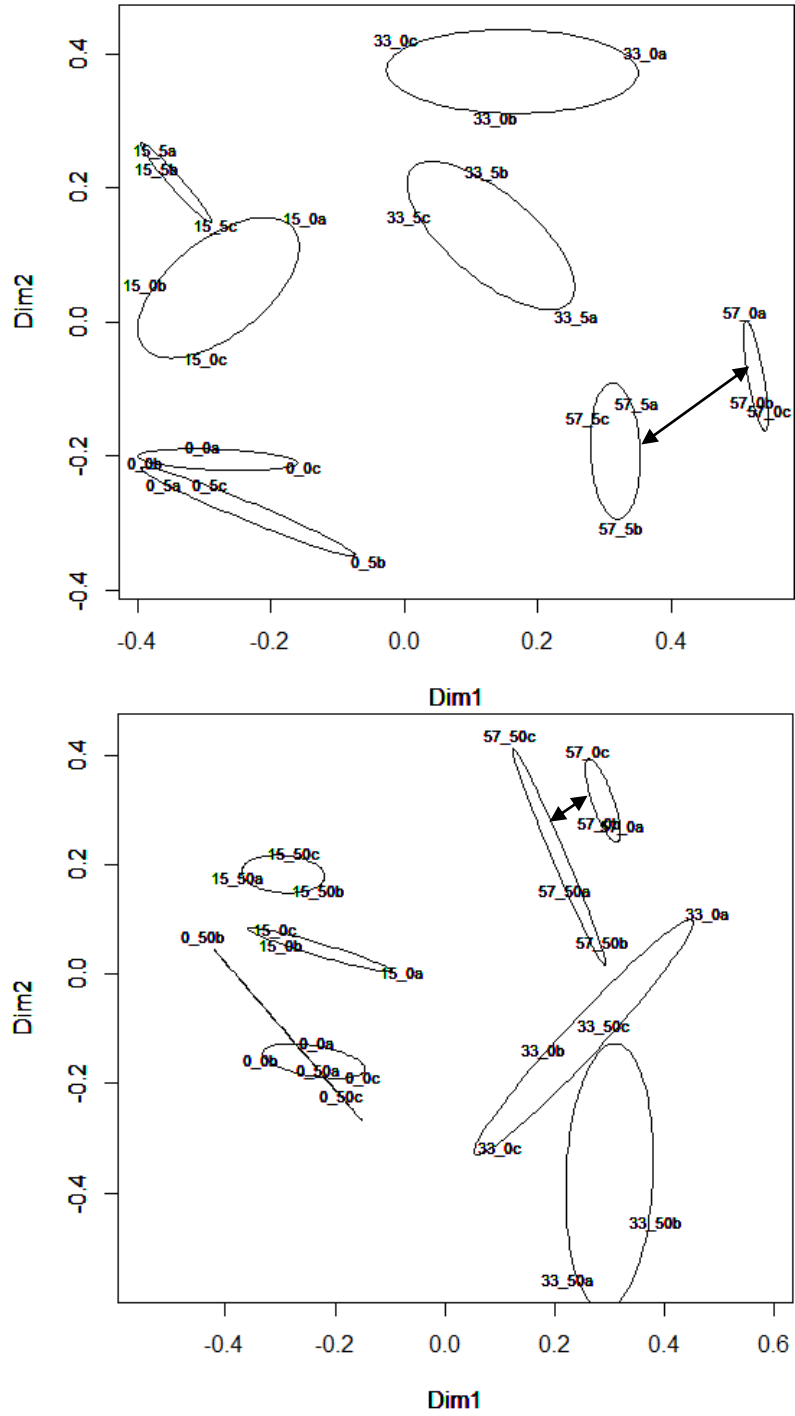 33_0c
33_0a
0.4
33_0b
15_5a
15_5b
33_5b
0.2
15_5c
15_0a
33_5c
15_0b
33_5a
57_0a
0.0
Dim2
15_0c
57_5a
57_0b
57_0c
57_5c
-0.2
0_0a
0_0b
0_0c
0_5a
0_5c
57_5b
0_5b
-0.4
-0.4 -0.2 0.0 0.2 0.4
Dim1
57_50c
57_0c
0.4
57_0b
57_0a
15_50c
0.2
15_50a
15_50b
57_50a
15_0c
0_50b
15_0b
57_50b
33_0a
0.0
15_0a
Dim2
33_50c
0_0a
33_0b
0_0b
0_50a
0_0c
-0.2
0_50c
33_0c
-0.4
33_50b
33_50a
-0.4 -0.2 0.0 0.2 0.4 0.6
Dim1